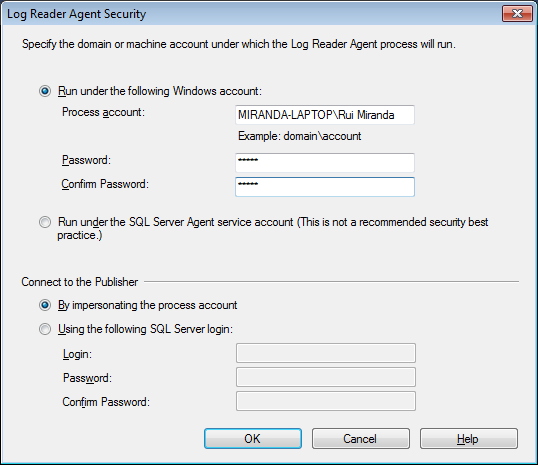 Log Reader Agent Security
Specify the domain or machine account under which the Log Reader Agent process will run.
Run under the following Windows account:
Process account: MIRANDA-LAPTOP\Rui Miranda
Example: domain\account
Password: *****
Confirm Password: *****
Run under the SQL Server Agent service account (This is not a recommended security best
practice.)
Connect to the Publisher
By impersonating the process account
Using the following SQL Server login:
Login:
Password:
Confirm Password:
OK Cancel Help